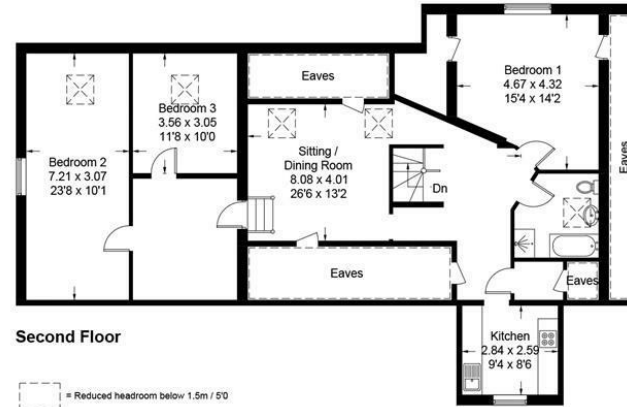 Eaves
Bedroom 1
4.67 x 4.32
15'4 x 14'2
Bedroom 3
3.56 x 3.05
11'8 x 10'0
Bedroom 2
7.21 x 3.07
23'8 x 10'1
Sitting /
Dining Room
8.08 x 4.01
26'6 x 13'2
Dn
Eaves
Eaves
Eaves
Kitchen
2.84 x 2.59
9'4 x 8'6
Second Floor
= Reduced headroom below 1.5m / 5'0